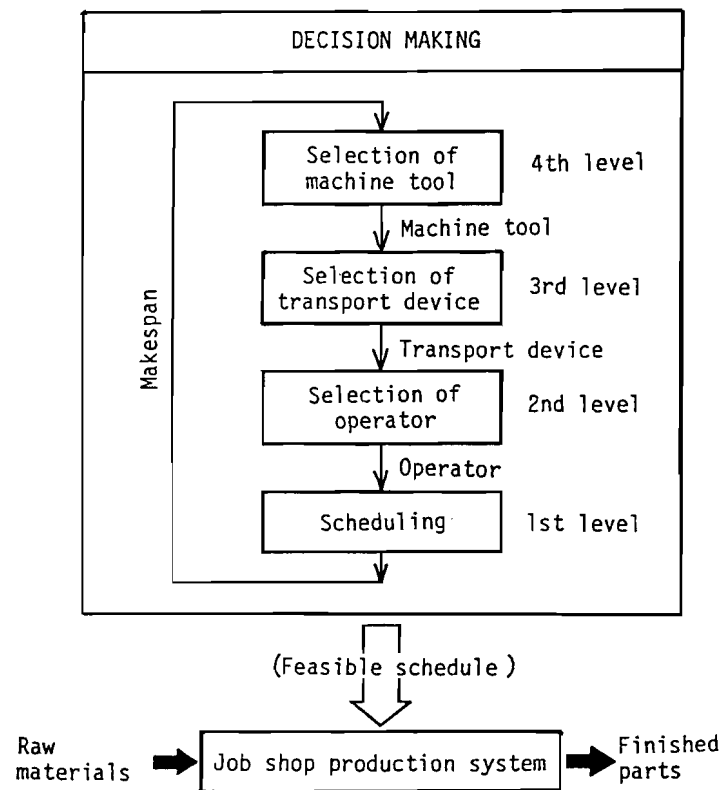 DECISION MAKING
Selection of
machine tool
4th level
Machine tool
Selection of
transport device
3rd level
Makespan
Transport device
Selection of
operator
2nd level
Operator
Scheduling
1st level
(Feasible schedule)
Raw
materials
Job shop production system
Finished
parts